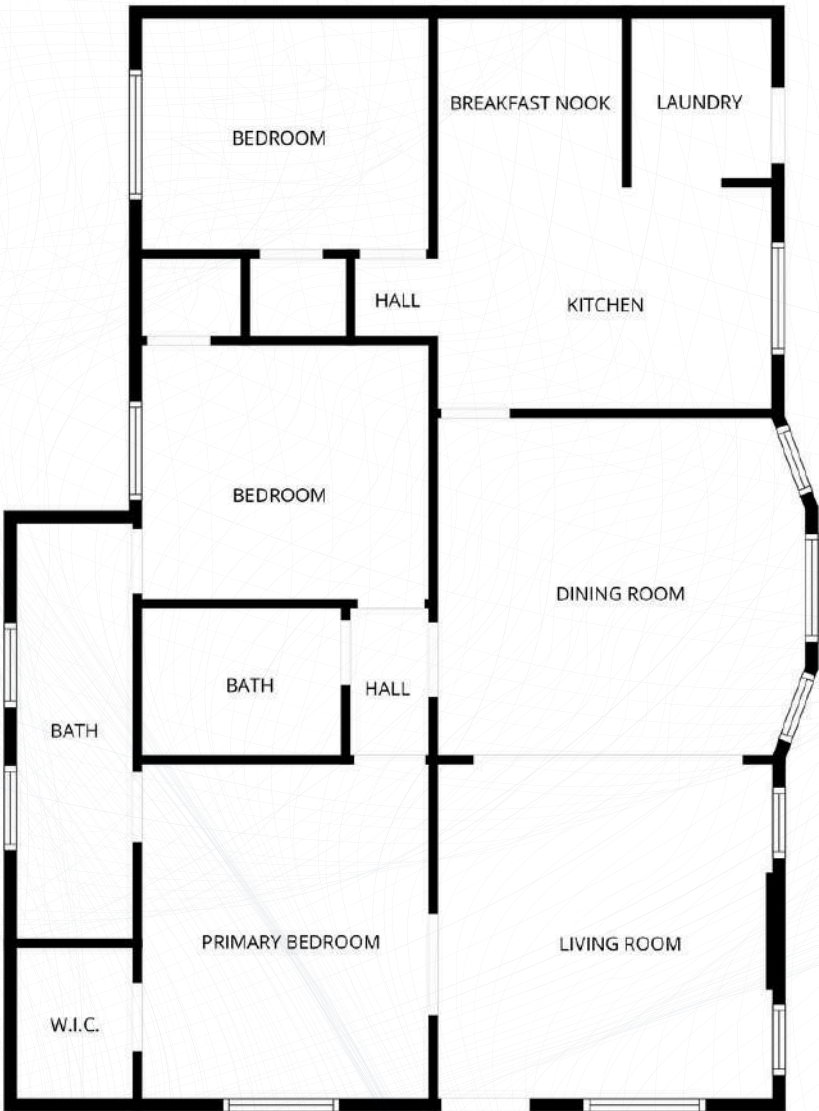 BREAKFAST NOOK
LAUNDRY
BEDROOM
HALL
KITCHEN
BEDROOM
DINING ROOM
BATH
HALL
BATH
PRIMARY BEDROOM
LIVING ROOM
W.I.C.